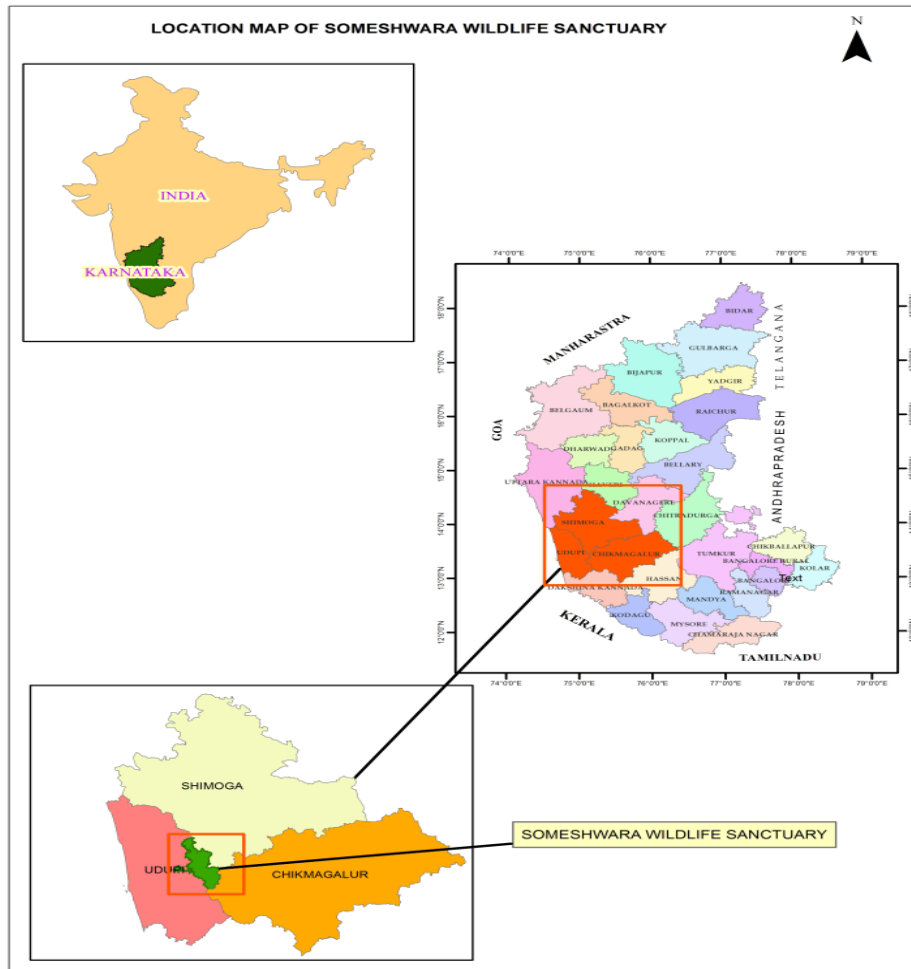 LOCATION MAP OF SOMESHWARA WILDLIFE SANCTUARY
N
INDIA
KARNATAKA
74°0'0"E 75°0'0"E 76°0'0"E 77°0'0"E 78°0'0"E 79°0'0"E
18°0'0"N
17°0'0"N
16°0'0"N
15°0'0"N
14°0'0"N
13°0'0"N
12°0'0"N
MANHARASTRA
TELANGANA
GOA
ANDHRAPRADESH
KERALA
TAMILNADU
BIDAR
GULBARGA
BIJAPUR
YADGIR
BAGALKOT
BELGAUM
RAICHUR
KOPPAL
DHARWAD
GADAG
BELLARY
UTTARA KANNADA
DAVANAGERE
CHITRADURGA
SHIMOGA
UDUPI
CHIKMAGALUR
TUMKUR
CHIKBALLAPUR
BANGALORE RURAL
KOLAR
HASSAN
BANGALORE
Text
DAKSHINA KANNADA
MANDYA
RAMANAGAR
KODAGU
MYSORE
CHAMARAJA NAGAR
74°0'0"E 75°0'0"E 76°0'0"E 77°0'0"E 78°0'0"E 79°0'0"E
SHIMOGA
UDUPI
CHIKMAGALUR
SOMESHWARA WILDLIFE SANCTUARY